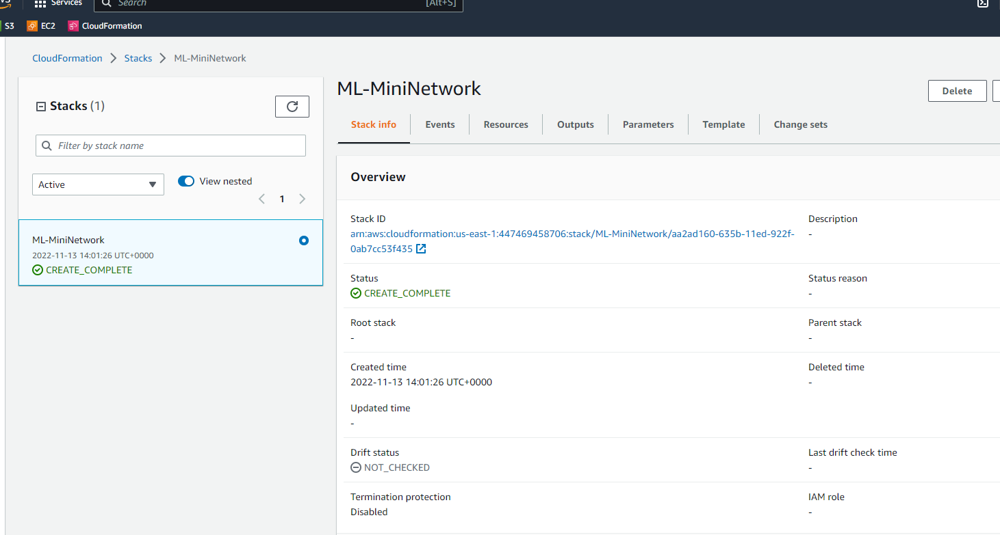 Services
Search
[Alt+S]
S3
EC2
CloudFormation
CloudFormation
Stacks
ML-MiniNetwork
Stacks (1)
Filter by stack name
Active
View nested
1
ML-MiniNetwork
2022-11-13 14:01:26 UTC+0000
CREATE_COMPLETE
ML-MiniNetwork
Delete
Stack info
Events
Resources
Outputs
Parameters
Template
Change sets
Overview
Stack ID
arn:aws:cloudformation:us-east-1:447469458706:stack/ML-MiniNetwork/aa2ad160-635b-11ed-922f-
0ab7cc53f435
Description
-
Status
CREATE_COMPLETE
Status reason
-
Root stack
-
Parent stack
-
Created time
2022-11-13 14:01:26 UTC+0000
Deleted time
-
Updated time
-
Drift status
NOT_CHECKED
Last drift check time
-
Termination protection
Disabled
IAM role
-